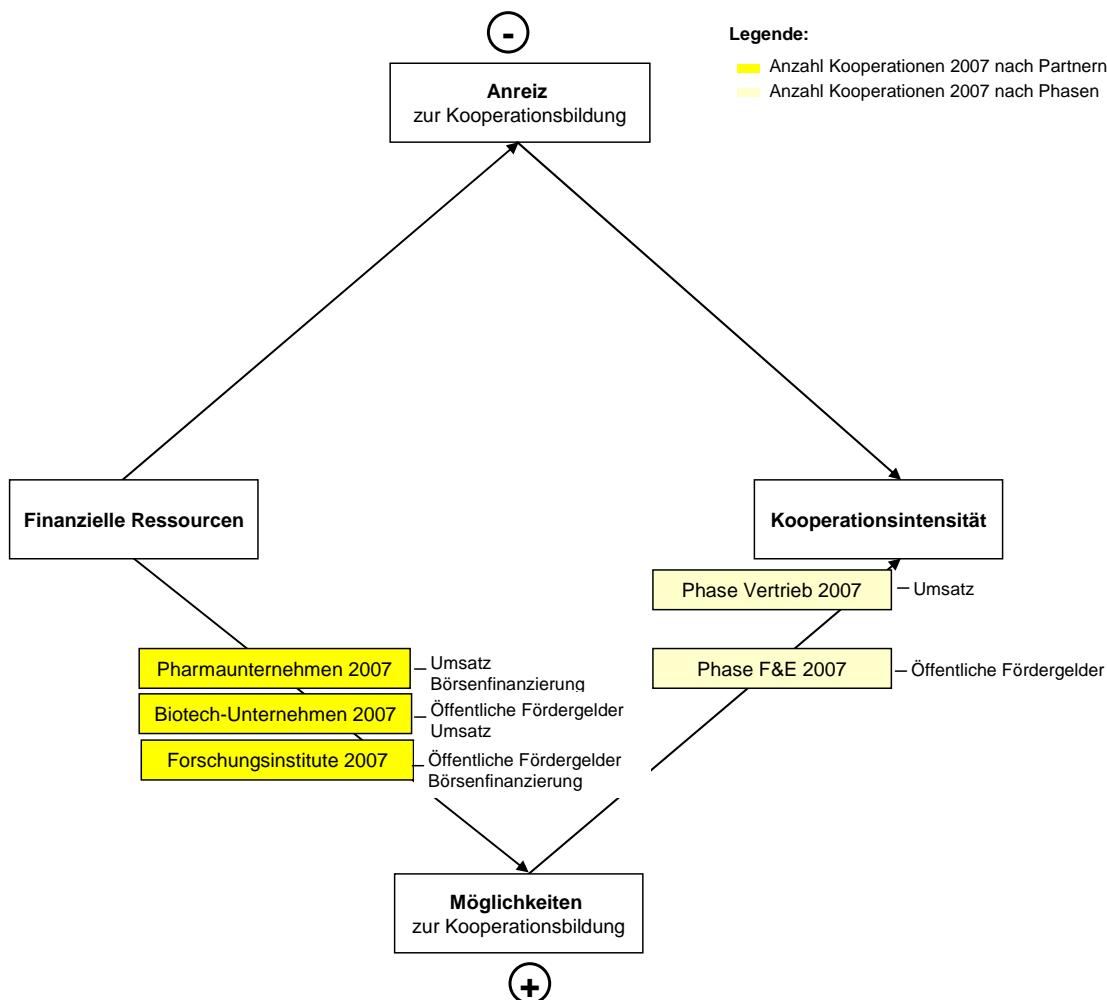 -
Legende:
Anzahl Kooperationen 2007 nach Partnern
Anzahl Kooperationen 2007 nach Phasen
Anreiz
zur Kooperationsbildung
Finanzielle Ressourcen
Kooperationsintensität
Phase Vertrieb 2007
Umsatz
Pharmaunternehmen 2007
Umsatz
Börsenfinanzierung
Phase F&E 2007
Öffentliche Fördergelder
Biotech-Unternehmen 2007
Öffentliche Fördergelder
Umsatz
Forschungsinstitute 2007
Öffentliche Fördergelder
Börsenfinanzierung
Möglichkeiten
zur Kooperationsbildung
+